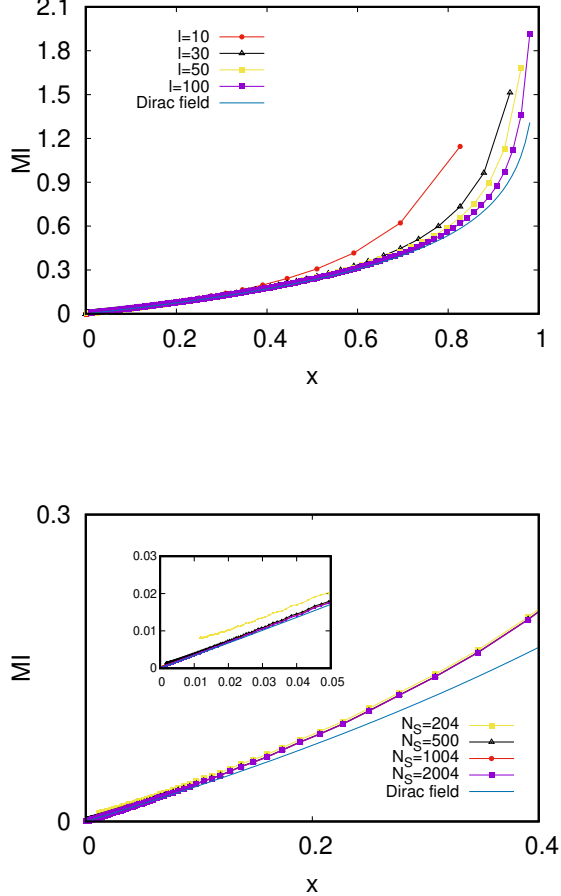 2.1
1.8
1.5
1.2
0.9
0.6
0.3
0
MI
l=10
l=30
l=50
l=100
Dirac field
0 0.2 0.4 0.6 0.8 1
x
0.3
0
MI
0.03
0.02
0.01
0
0 0.01 0.02 0.03 0.04 0.05
N_S=204
N_S=500
N_S=1004
N_S=2004
Dirac field
0 0.2 0.4
x